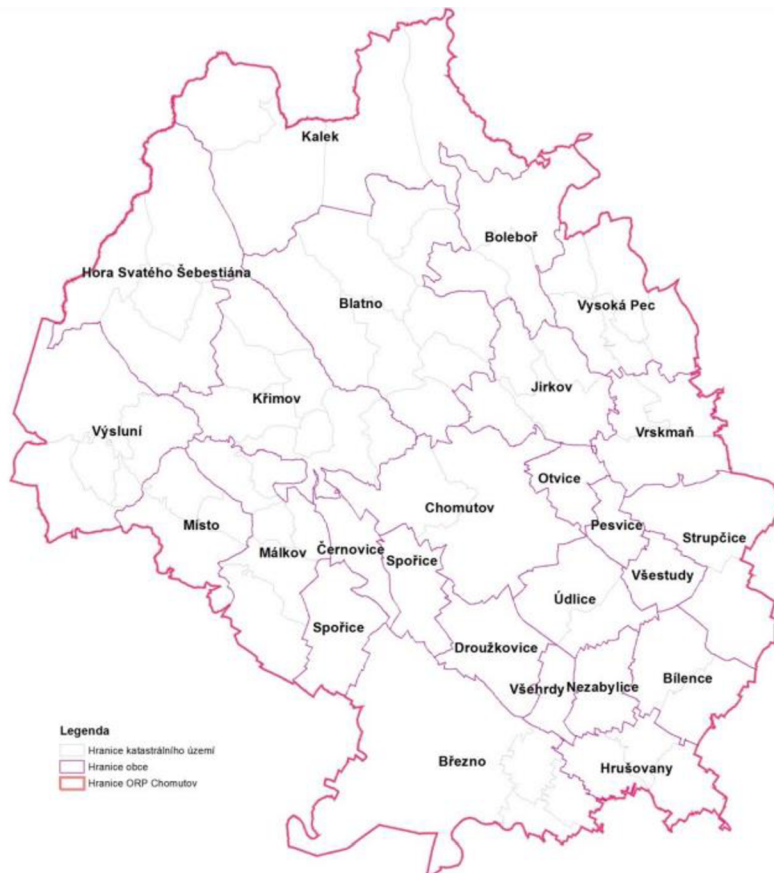 Kalek
Boleboř
Hora Svatého Šebestiána
Blatno
Vysoká Pec
Jirkov
Křimov
Výsluní
Vrskmaň
Otvice
Chomutov
Místo
Pesvice
Strupčice
Málkov
Černovice
Spořice
Všestudy
Údlice
Spořice
Droužkovice
Bílence
Všehrdy
Nezabylice
Legenda
Hranice katastrálního území
Hranice obce
Hranice ORP Chomutov
Březno
Hrušovany